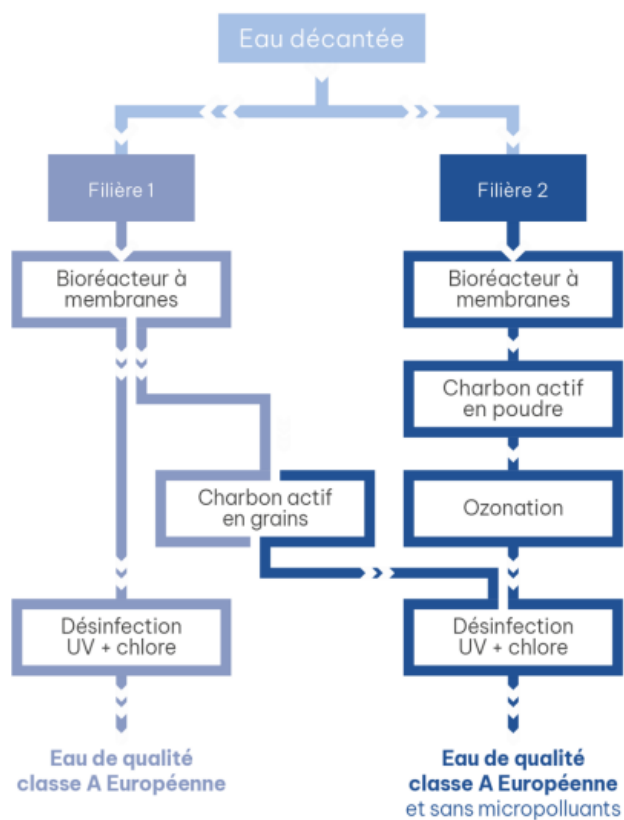 Eau décantée
Filière 1
Filière 2
Bioréacteur à
membranes
Bioréacteur à
membranes
Charbon actif
en poudre
Charbon actif
en grains
Ozonation
Désinfection
UV + chlore
Désinfection
UV + chlore
Eau de qualité
classe A Européenne
Eau de qualité
classe A Européenne
et sans micropolluants